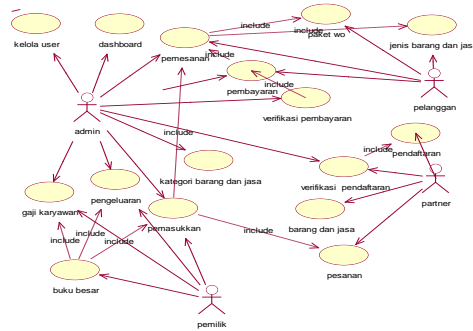 include
paket wo
include
kelola user
dashboard
pemesanan
jenis barang dan jas
include
pembayaran
include
pelanggan
verifikasi pembayaran
admin
include
include
pendaftaran
kategori barang dan jasa
verifikasi pendaftaran
gaji karyawan
pengeluaran
pemasukkan
partner
include
include
include
include
barang dan jasa
buku besar
pesanan
pemilik